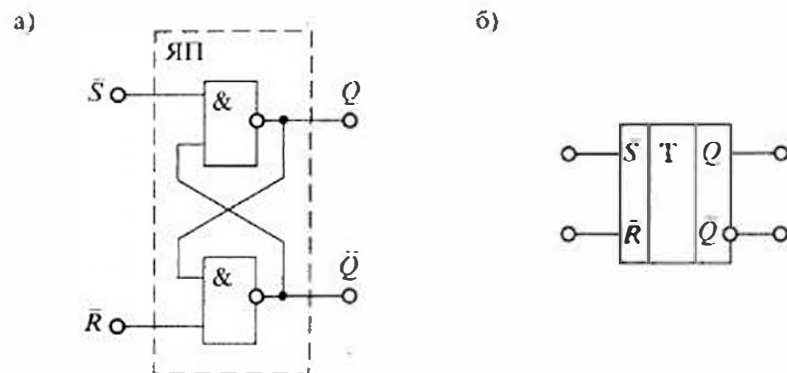 а) б)
ЯП
S̄ & Q
S̄ T Q
R̄ Q̄
& Q̄
R̄